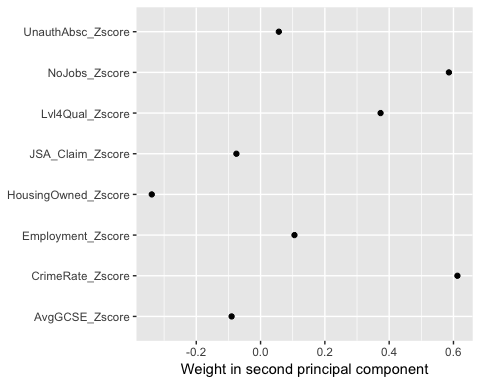 UnauthAbsc_Zscore
NoJobs_Zscore
Lvl4Qual_Zscore
JSA_Claim_Zscore
HousingOwned_Zscore
Employment_Zscore
CrimeRate_Zscore
AvgGCSE_Zscore
-0.2 0.0 0.2 0.4 0.6
Weight in second principal component